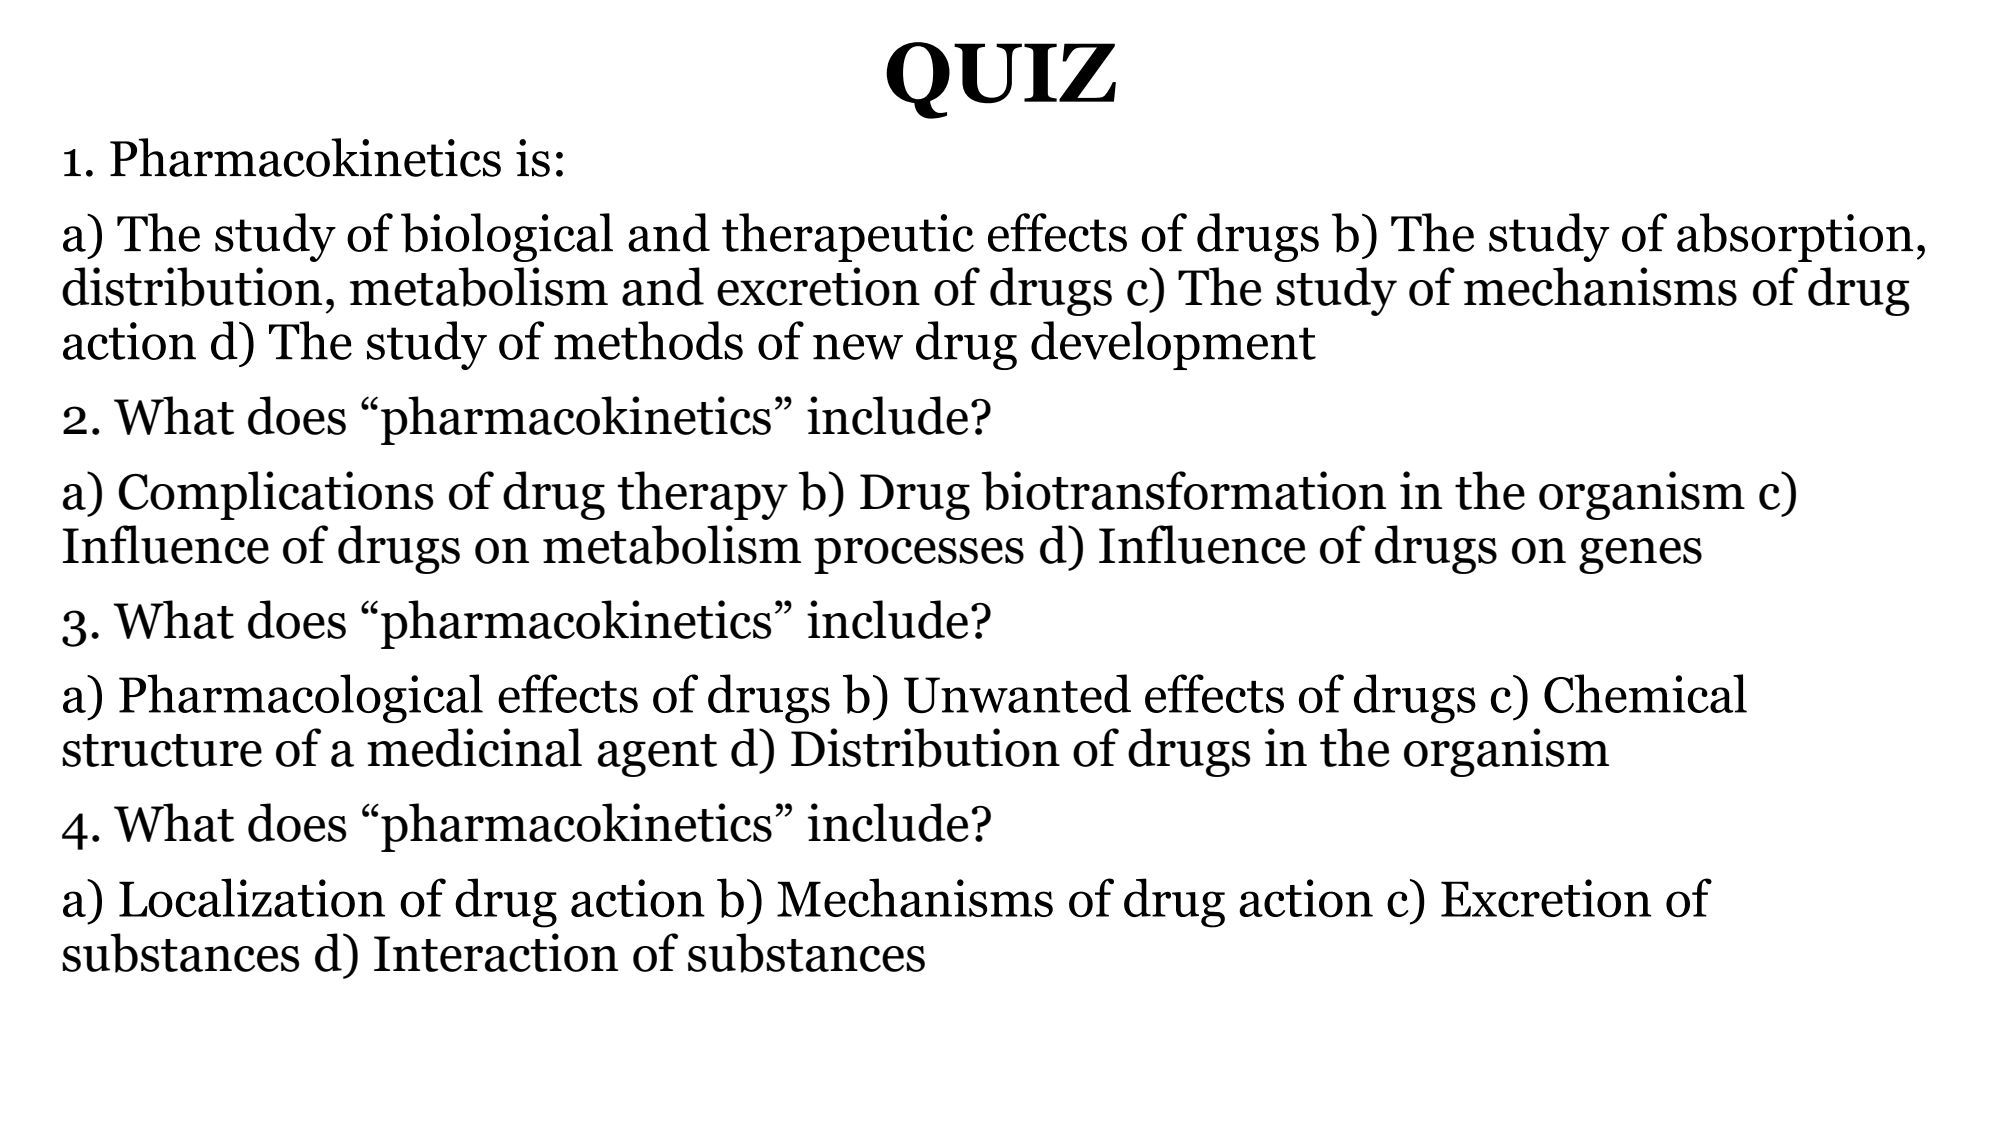 QUIZ
1. Pharmacokinetics is:
a) The study of biological and therapeutic effects of drugs b) The study of absorption,
distribution, metabolism and excretion of drugs c) The study of mechanisms of drug
action d) The study of methods of new drug development
2. What does “pharmacokinetics” include?
a) Complications of drug therapy b) Drug biotransformation in the organism c)
Influence of drugs on metabolism processes d) Influence of drugs on genes
3. What does “pharmacokinetics” include?
a) Pharmacological effects of drugs b) Unwanted effects of drugs c) Chemical
structure of a medicinal agent d) Distribution of drugs in the organism
4. What does “pharmacokinetics” include?
a) Localization of drug action b) Mechanisms of drug action c) Excretion of
substances d) Interaction of substances